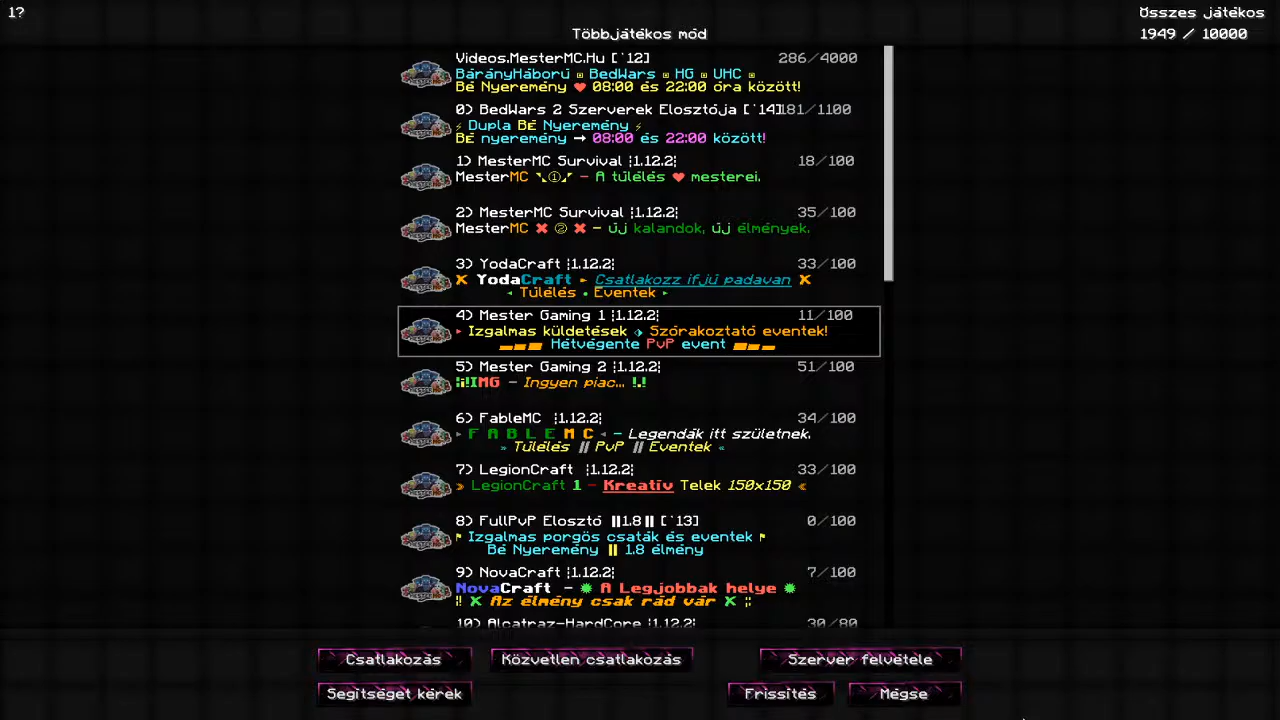 1?
Összes játékos
1949 / 10000
Többjátékos mód
Videos.MesterMC.Hu [`12] 286/4000
BárányHáború ▣ BedWars ▣ HG ▣ UHC ▣
Bé Nyeremény ❤ 08:00 és 22:00 óra között!
0) BedWars 2 Szerverek Elosztója [`14] 181/1100
⚡ Dupla Bé Nyeremény ⚡
Bé nyeremény → 08:00 és 22:00 között!
1) MesterMC Survival ¦1.12.2¦ 18/100
MesterMC ① - A túlélés ❤ mesterei.
2) MesterMC Survival ¦1.12.2¦ 35/100
MesterMC ✖ ② ✖ - Új kalandok, új élmények.
3) YodaCraft ¦1.12.2¦ 33/100
YodaCraft ► Csatlakozz ifjú padavan
◂ Túlélés • Eventek ▸
4) Mester Gaming 1 ¦1.12.2¦ 11/100
▸ Izgalmas küldetések ⬗ Szórakoztató eventek!
▂▃▄ Hétvégente PvP event ▄▃▂
5) Mester Gaming 2 ¦1.12.2¦ 51/100
¦¡!IMG - Ingyen piac... !.!
6) FableMC ¦1.12.2¦ 34/100
▸ F A B L E M C ◂ - Legendák itt születnek.
» Túlélés || PvP || Eventek «
7) LegionCraft ¦1.12.2¦ 33/100
» LegionCraft 1 - Kreatív Telek 150x150 «
8) FullPvP Elosztó ||1.8|| [`13] 0/100
Izgalmas pörgős csaták és eventek
Bé Nyeremény || 1.8 élmény
9) NovaCraft ¦1.12.2¦ 7/100
NovaCraft - ✹ A Legjobbak helye ✹
¦! ✕ Az élmény csak rád vár ✕ ¦:
10) Alcatraz-HardCore ¦1.12.2¦ 30/80
Csatlakozás
Közvetlen csatlakozás
Szerver felvétele
Segítséget kérek
Frissítés
Mégse